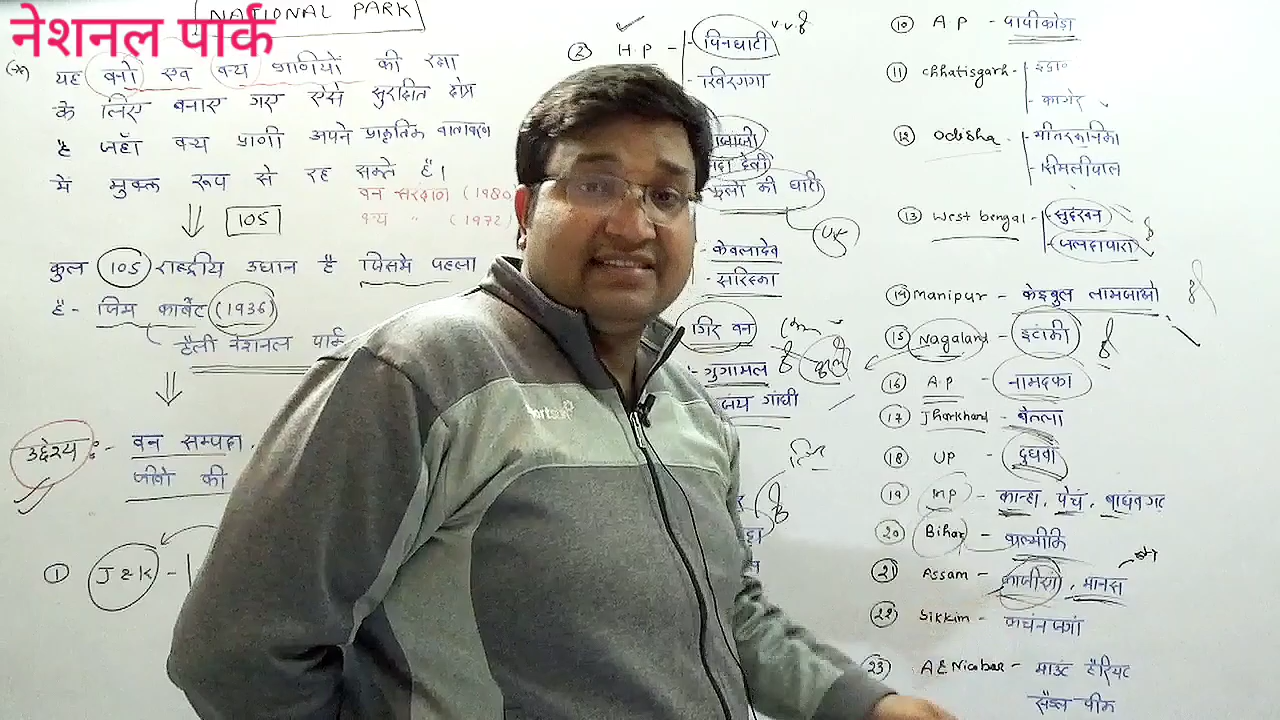 नेशनल पार्क
NATIONAL PARK
यह वनों एवं वन्य प्राणियों की रक्षा
के लिए बनाए गए ऐसे सुरक्षित क्षेत्र
है जहाँ वन्य प्राणी अपने प्राकृतिक वातावरण
में मुक्त रूप से रह सकते हैं।
वन संरक्षण (1980
वन्य " (1972)
105
कुल 105 राष्ट्रीय उद्यान है जिसमे पहला
है - जिम कार्बेट (1936)
हैली नेशनल पार्क
उद्देश्य :- वन सम्पदा,
जीवो की
① J&K -
② H.P - पिनघाटी
खिरगंगा
फूलों की घाटी
UK
- केवलादेव
- सरिस्का
गिर वन
- गुगामल
जय गांधी
⑩ A P - पापीकोंडा
⑪ Chhatisgarh -
- कांगेर
⑫ Odisha - भीतरकनिका
- सिमलीपाल
⑬ West bengal - सुंदरबन
- जलदापारा
⑭ Manipur - केइबुल लामजाओ
⑮ Nagaland - इंटांकी
⑯ A.P - नामदफा
⑰ Jharkhand - बेतला
⑱ UP - दुधवा
⑲ MP - कान्हा, पेंच, बांधवगढ
⑳ Bihar - वाल्मीकि
21 Assam - काजीरंगा, मानस
22 Sikkim - कंचनजंगा
23 A & Nicobar - माउंट हैरियट
सैडल पीक